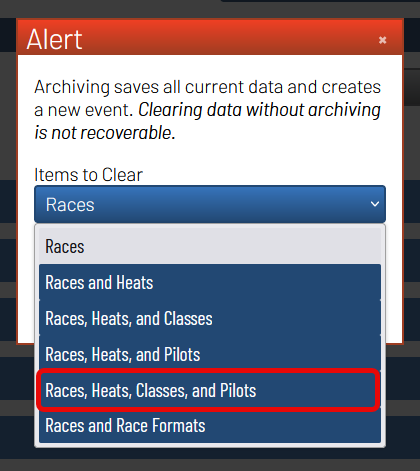 Alert
×
Archiving saves all current data and creates
a new event. Clearing data without archiving
is not recoverable.
Items to Clear
Races
Races
Races and Heats
Races, Heats, and Classes
Races, Heats, and Pilots
Races, Heats, Classes, and Pilots
Races and Race Formats